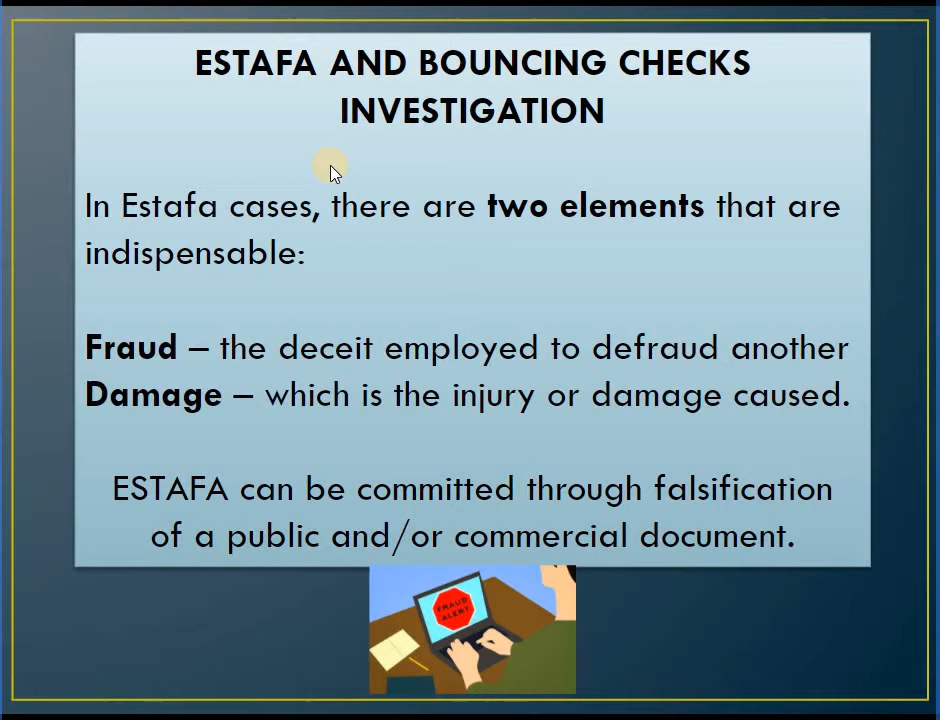 ESTAFA AND BOUNCING CHECKS
INVESTIGATION
In Estafa cases, there are two elements that are
indispensable:
Fraud – the deceit employed to defraud another
Damage – which is the injury or damage caused.
ESTAFA can be committed through falsification
of a public and/or commercial document.
FRAUD
ALERT